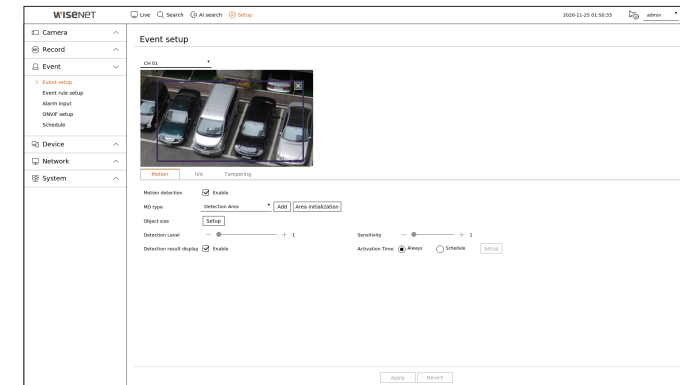 WISENET
Live Search AI search Setup 2020-11-25 01:50:33 admin
Camera
Record
Event
Event setup
Event rule setup
Alarm input
ONVIF setup
Schedule
Device
Network
System
Event setup
CH 01
Motion IVA Tampering
Motion detection Enable
MD type Detection Area Add Area initialization
Object size Setup
Detection Level 1 Sensitivity 1
Detection result display Enable Activation Time Always Schedule Setup
Apply Revert